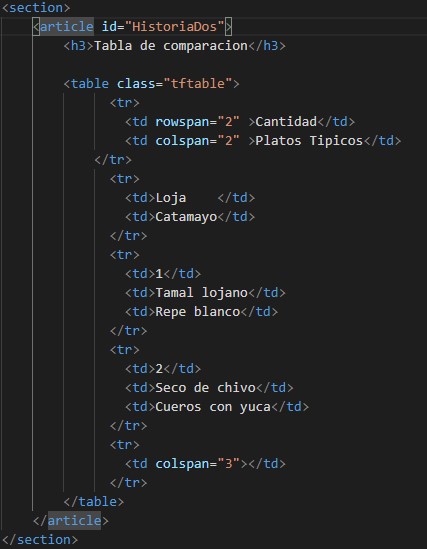 <section>
    <article id="HistoriaDos">
        <h3>Tabla de comparacion</h3>

        <table class="tftable">
              <tr>
                <td rowspan="2" >Cantidad</td>
                <td colspan="2" >Platos Tipicos</td>
            </tr>
              <tr>
                <td>Loja    </td>
                <td>Catamayo</td>
              </tr>
              <tr>
                <td>1</td>
                <td>Tamal lojano</td>
                <td>Repe blanco</td>
              </tr>
              <tr>
                <td>2</td>
                <td>Seco de chivo</td>
                <td>Cueros con yuca</td>
              </tr>
              <tr>
                <td colspan="3"></td>
              </tr>
        </table>
    </article>
</section>